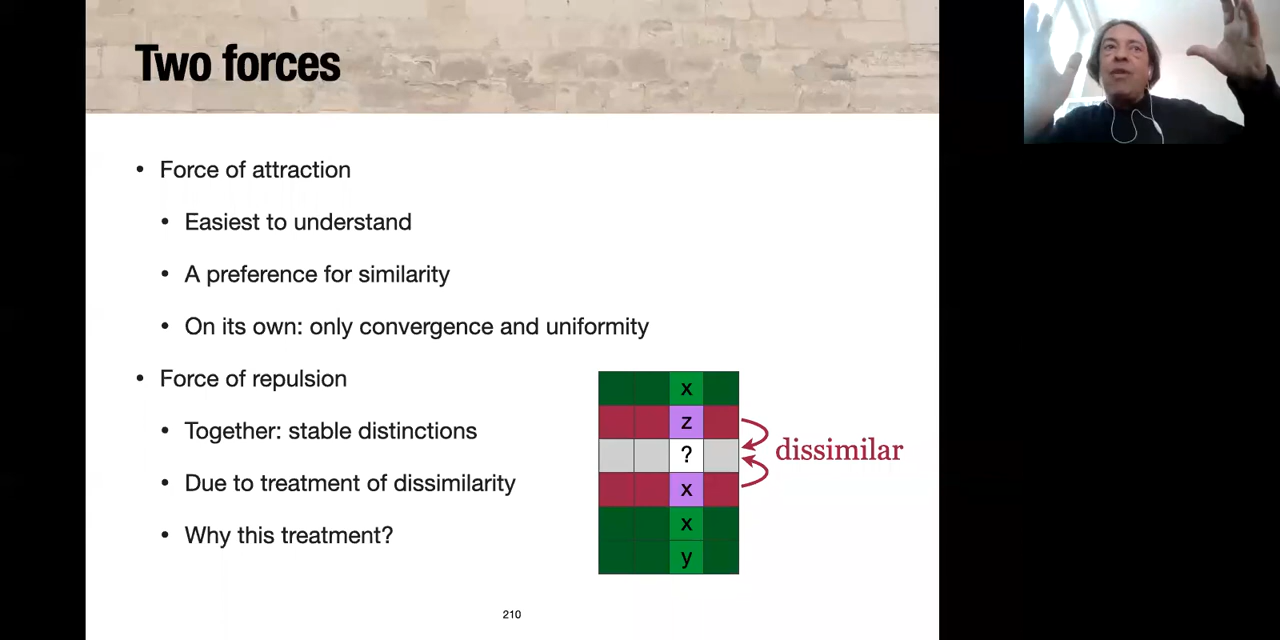 Two forces
• Force of attraction
• Easiest to understand
• A preference for similarity
• On its own: only convergence and uniformity
• Force of repulsion
• Together: stable distinctions
• Due to treatment of dissimilarity
• Why this treatment?
x
z
?
x
x
y
dissimilar
210